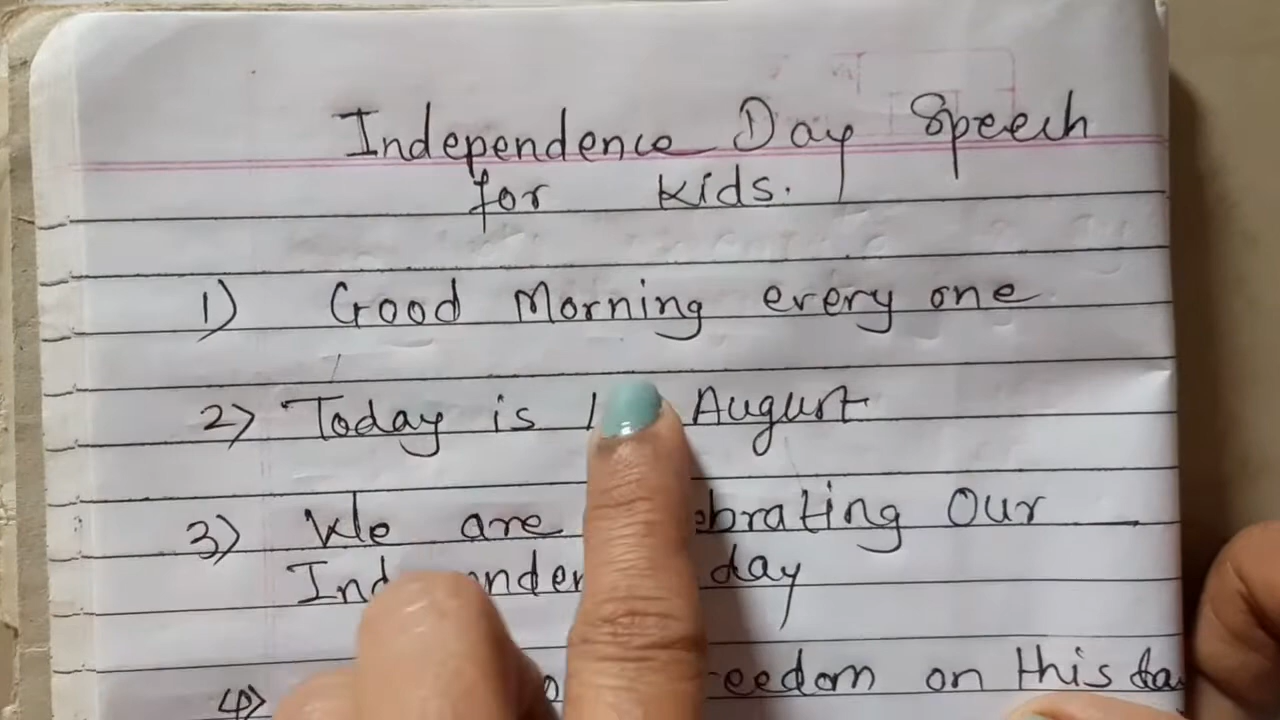 Independence Day Speech
for Kids.
1) Good Morning every one
2) Today is August
3) We are Our
day
4) on this